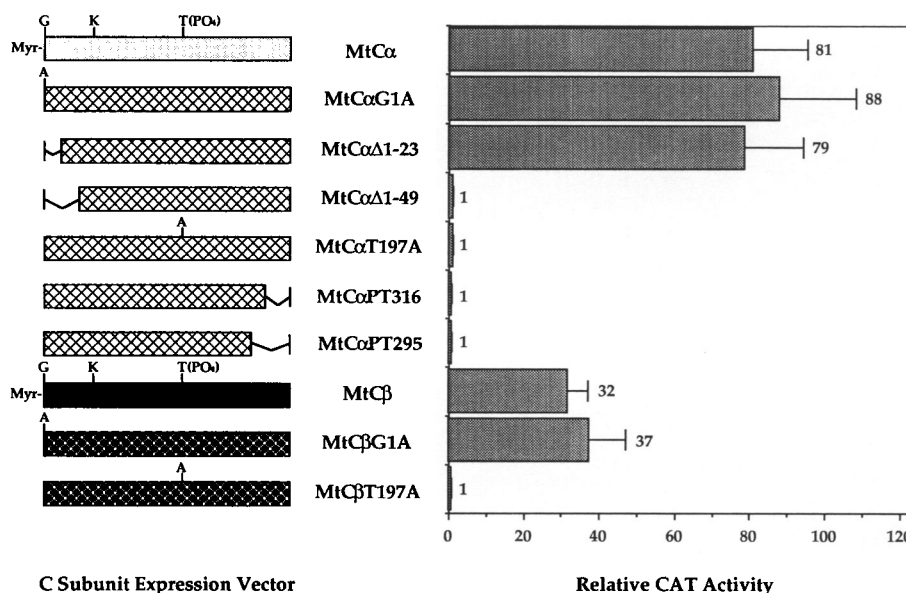 G K T(PO₄)
Myr- MtCα 81
A
MtCαG1A 88
MtCαΔ1-23 79
MtCαΔ1-49 1
A
MtCαT197A 1
MtCαPT316 1
MtCαPT295 1
G K T(PO₄)
Myr- MtCβ 32
A
MtCβG1A 37
A
MtCβT197A 1
0 20 40 60 80 100 120
C Subunit Expression Vector Relative CAT Activity